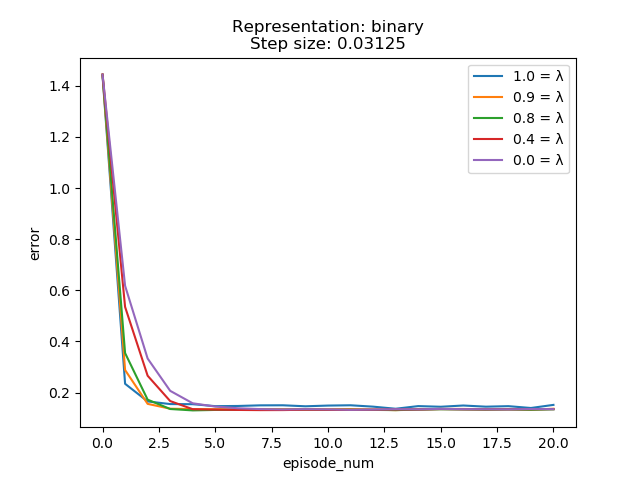 Representation: binary
Step size: 0.03125
1.0 = λ
0.9 = λ
0.8 = λ
0.4 = λ
0.0 = λ
error
1.4
1.2
1.0
0.8
0.6
0.4
0.2
0.0 2.5 5.0 7.5 10.0 12.5 15.0 17.5 20.0
episode_num